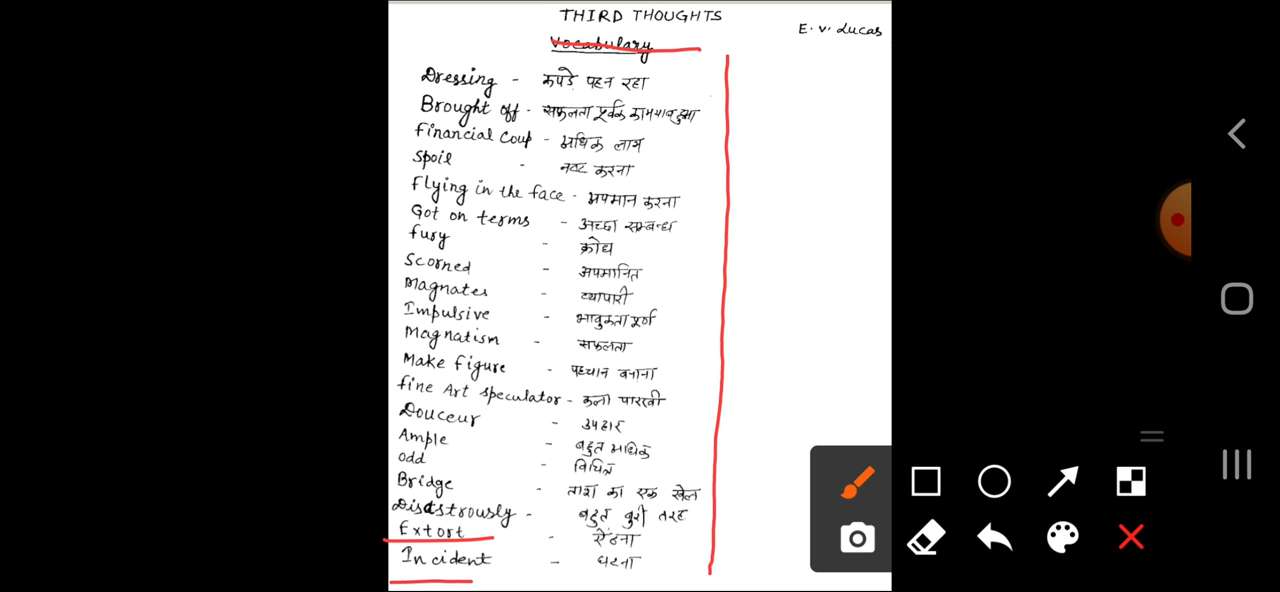 THIRD THOUGHTS
E. V. Lucas
Vocabulary
Dressing - कपड़े पहन रहा
Brought off - सफलता पूर्वक कामयाब हुआ
Financial Coup - अधिक लाभ
Spoil - नष्ट करना
Flying in the face - अपमान करना
Got on terms - अच्छा सम्बन्ध
fury - क्रोध
Scorned - अपमानित
Magnates - व्यापारी
Impulsive - भावुकता पूर्ण
Magnatism - सफलता
Make figure - पहचान बनाना
fine Art speculator - कला पारखी
Douceur - उपहार
Ample - बहुत अधिक
Odd - विचित्र
Bridge - ताश का एक खेल
Disastrously - बहुत बुरी तरह
Extort - ऐंठना
Incident - घटना